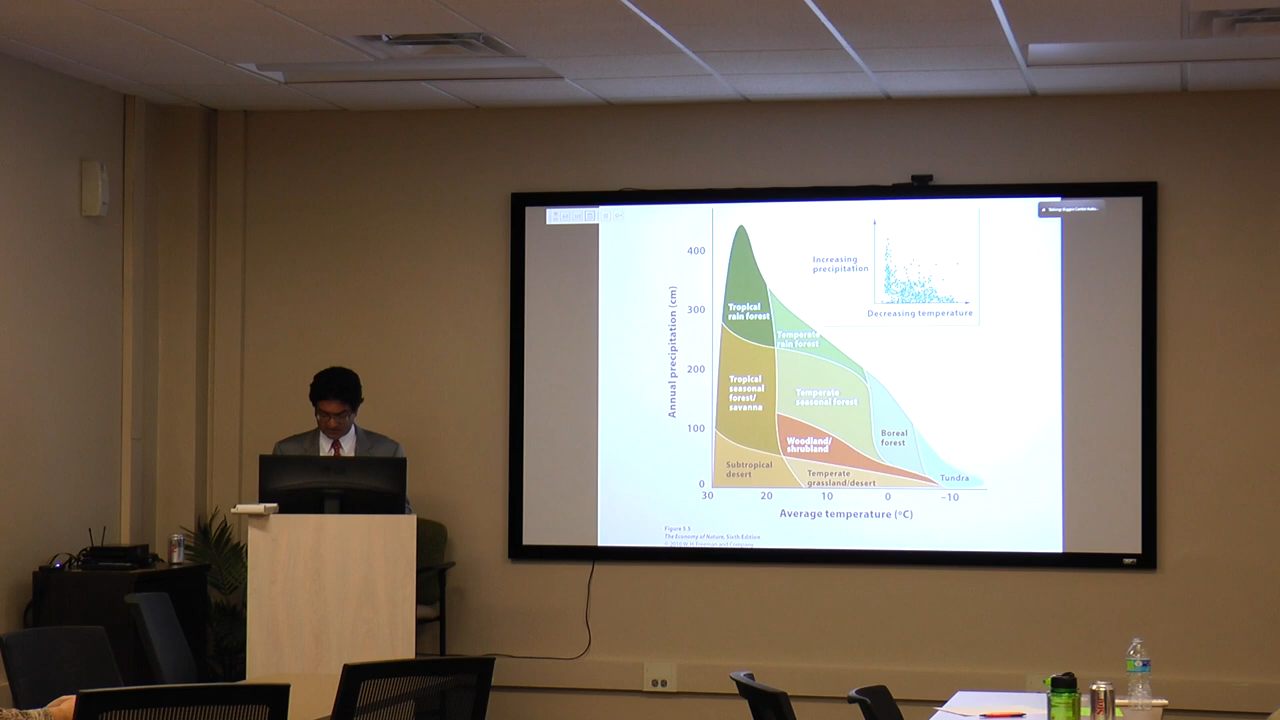 400
300
200
100
0
Annual precipitation (cm)
Tropical
rain forest
Temperate
rain forest
Tropical
seasonal
forest/
savanna
Temperate
seasonal forest
Woodland/
shrubland
Boreal
forest
Subtropical
desert
Temperate
grassland/desert
Tundra
30 20 10 0 –10
Average temperature (°C)
Increasing
precipitation
Decreasing temperature
Figure 5.5
The Economy of Nature, Sixth Edition
© 2010 W.H. Freeman and Company